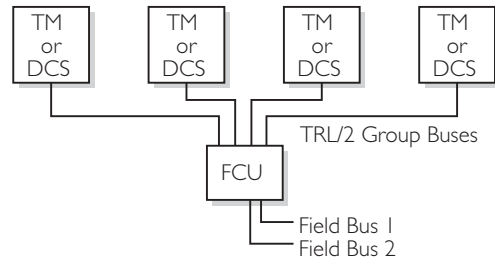 TM
or
DCS
TM
or
DCS
TM
or
DCS
TM
or
DCS
TRL/2 Group Buses
FCU
Field Bus 1
Field Bus 2